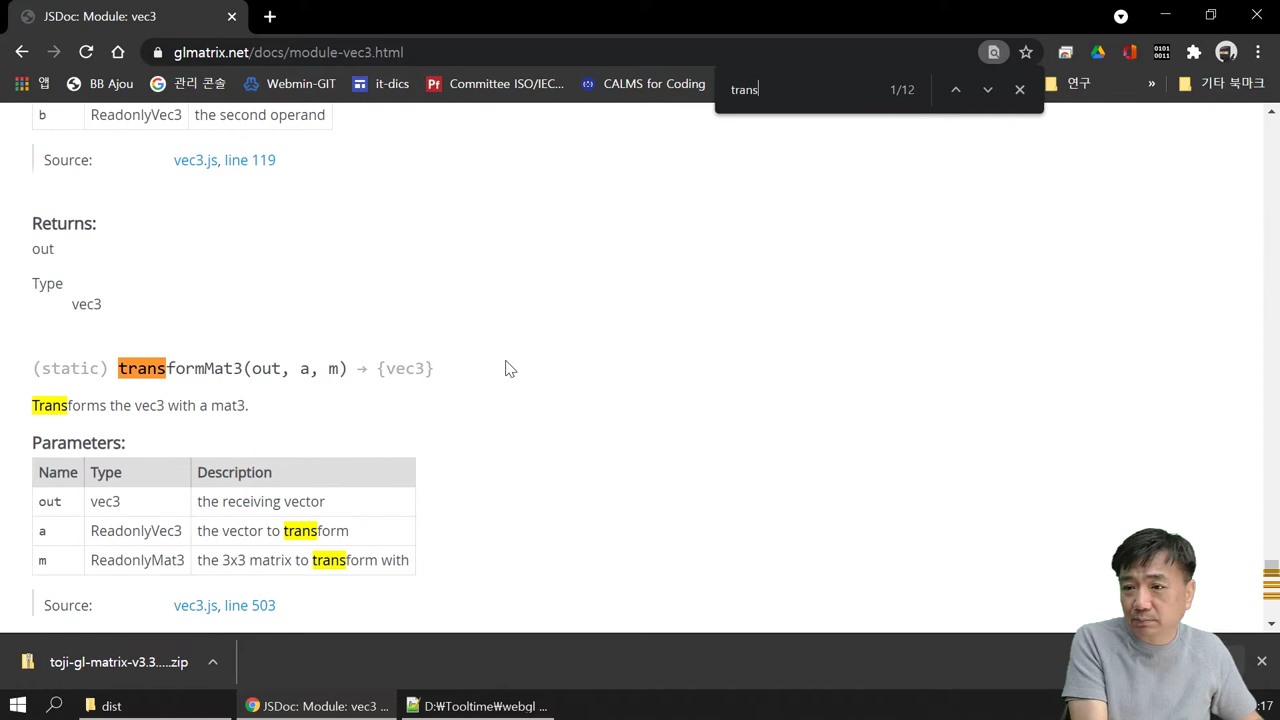 JSDoc: Module: vec3
glmatrix.net/docs/module-vec3.html
앱 BB Ajou 관리 콘솔 Webmin-GIT it-dics Committee ISO/IEC,... CALMS for Coding » 연구 기타 북마크
trans 1/12
b ReadonlyVec3 the second operand
Source: vec3.js, line 119
Returns:
out
Type
vec3
(static) transformMat3(out, a, m) → {vec3}
Transforms the vec3 with a mat3.
Parameters:
Name Type Description
out vec3 the receiving vector
a ReadonlyVec3 the vector to transform
m ReadonlyMat3 the 3x3 matrix to transform with
Source: vec3.js, line 503
toji-gl-matrix-v3.3.....zip
dist JSDoc: Module: vec3 ... D:₩Tooltime₩webgl ... :17